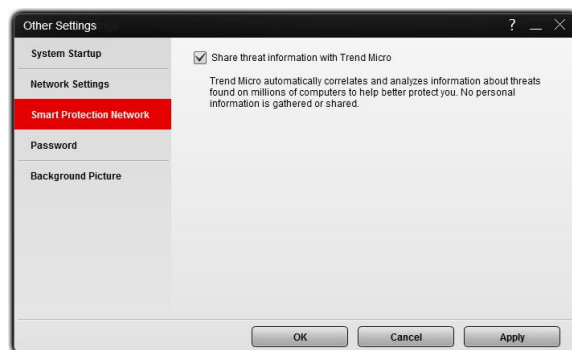 Other Settings
?
System Startup
Network Settings
Smart Protection Network
Password
Background Picture
Share threat information with Trend Micro
Trend Micro automatically correlates and analyzes information about threats
found on millions of computers to help better protect you. No personal
information is gathered or shared.
OK
Cancel
Apply